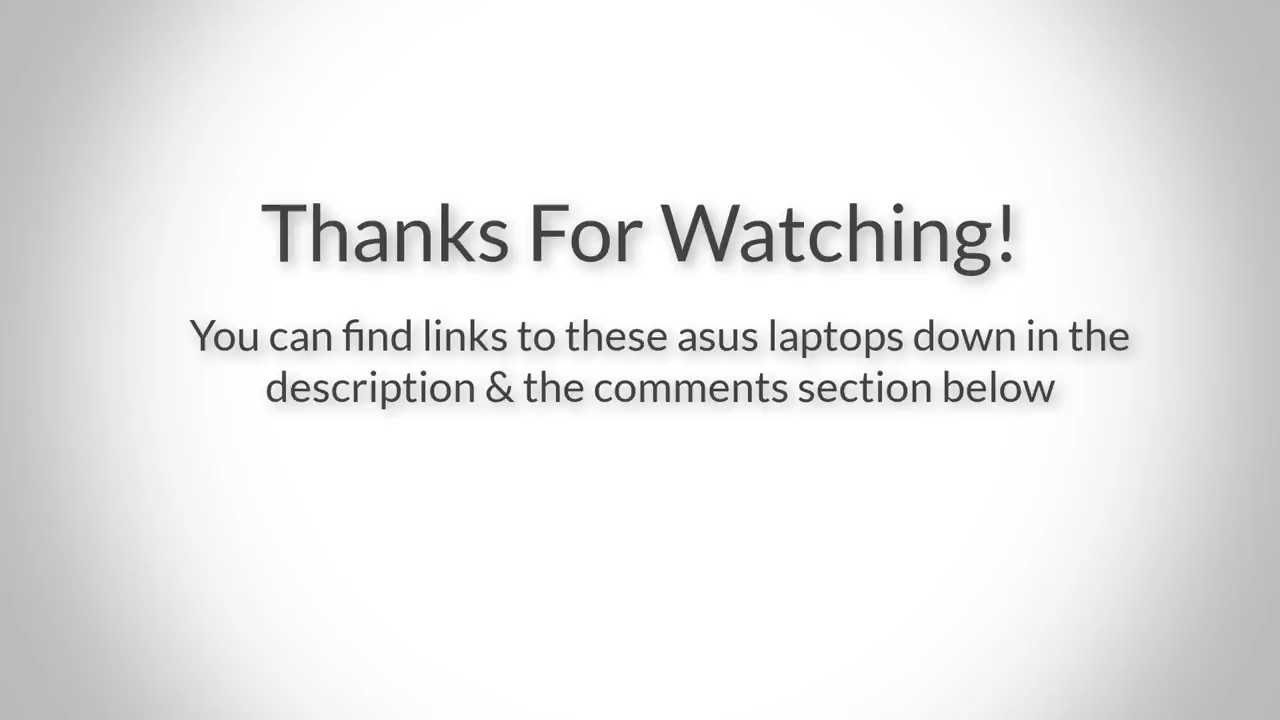 Thanks For Watching!
You can find links to these asus laptops down in the
description & the comments section below